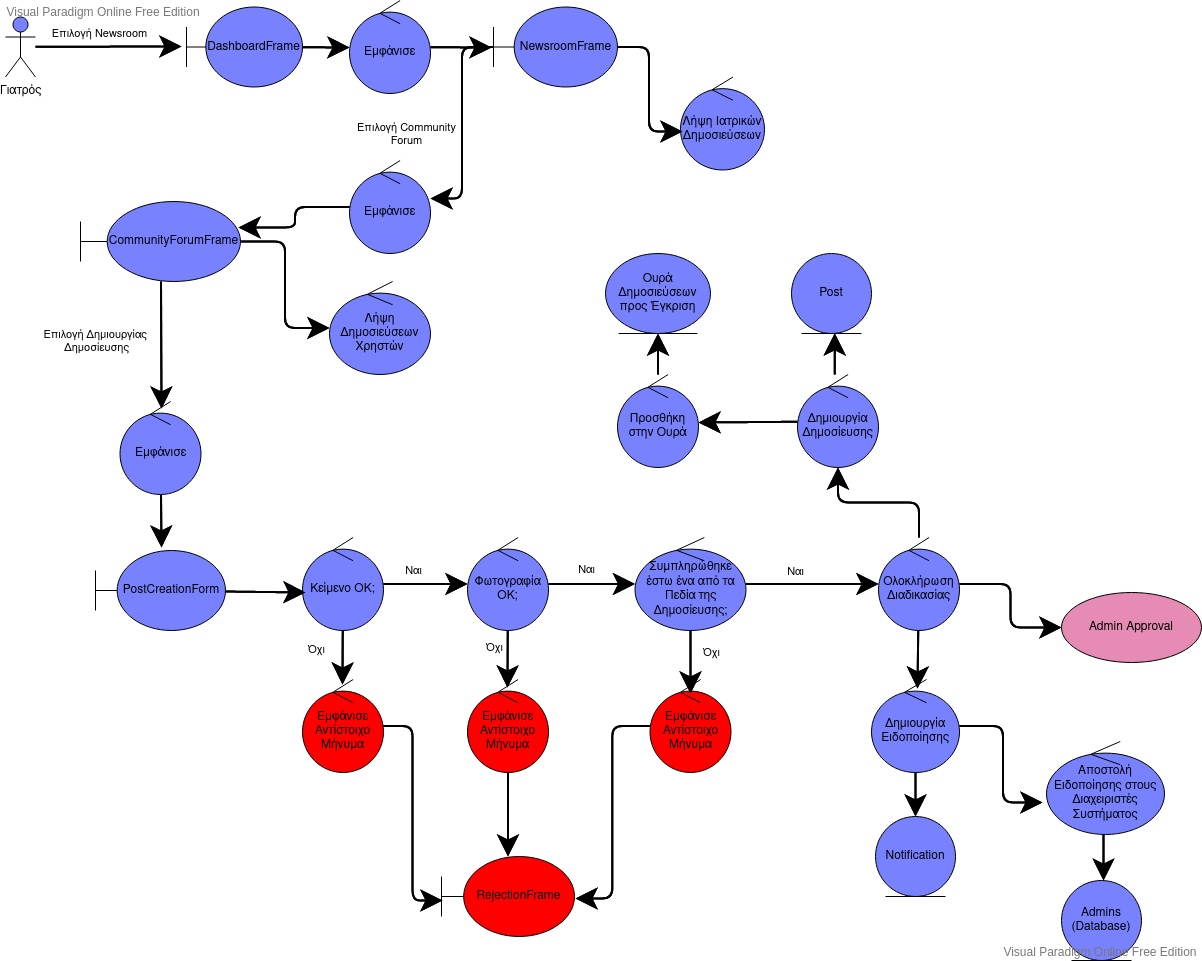 Visual Paradigm Online Free Edition
Επιλογή Newsroom
Γιατρός
DashboardFrame
Εμφάνισε
NewsroomFrame
Λήψη Ιατρικών
Δημοσιεύσεων
Επιλογή Community
Forum
Εμφάνισε
CommunityForumFrame
Λήψη
Δημοσιεύσεων
Χρηστών
Επιλογή Δημιουργίας
Δημοσίευσης
Εμφάνισε
Ουρά
Δημοσιεύσεων
προς Έγκριση
Post
Προσθήκη
στην Ουρά
Δημιουργία
Δημοσίευσης
PostCreationForm
Κείμενο OK;
Ναι
Φωτογραφία
OK;
Ναι
Συμπληρώθηκε
έστω ένα από τα
Πεδία της
Δημοσίευσης;
Ναι
Ολοκλήρωση
Διαδικασίας
Admin Approval
Όχι
Όχι
Όχι
Εμφάνισε
Αντίστοιχο
Μήνυμα
Εμφάνισε
Αντίστοιχο
Μήνυμα
Εμφάνισε
Αντίστοιχο
Μήνυμα
Δημιουργία
Ειδοποίησης
Αποστολή
Ειδοποίησης στους
Διαχειριστές
Συστήματος
RejectionFrame
Notification
Admins
(Database)
Visual Paradigm Online Free Edition